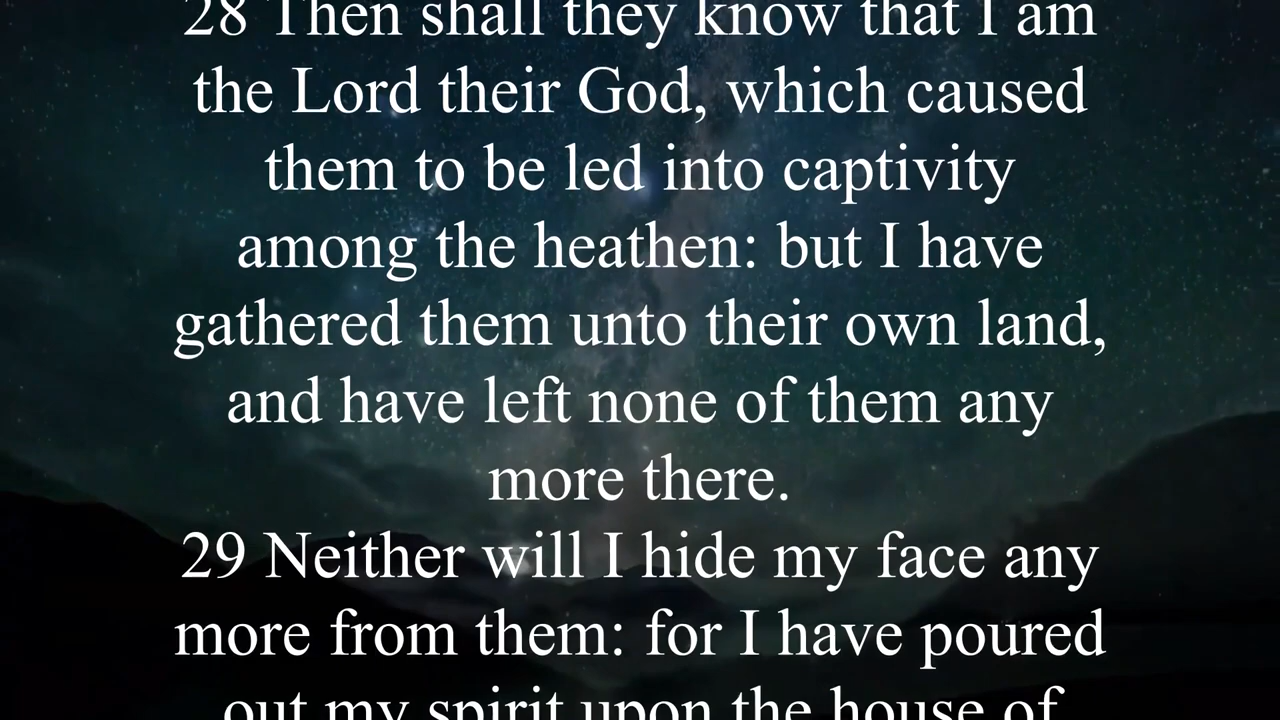 28 Then shall they know that I am
the Lord their God, which caused
them to be led into captivity
among the heathen: but I have
gathered them unto their own land,
and have left none of them any
more there.
29 Neither will I hide my face any
more from them: for I have poured
out my spirit upon the house of